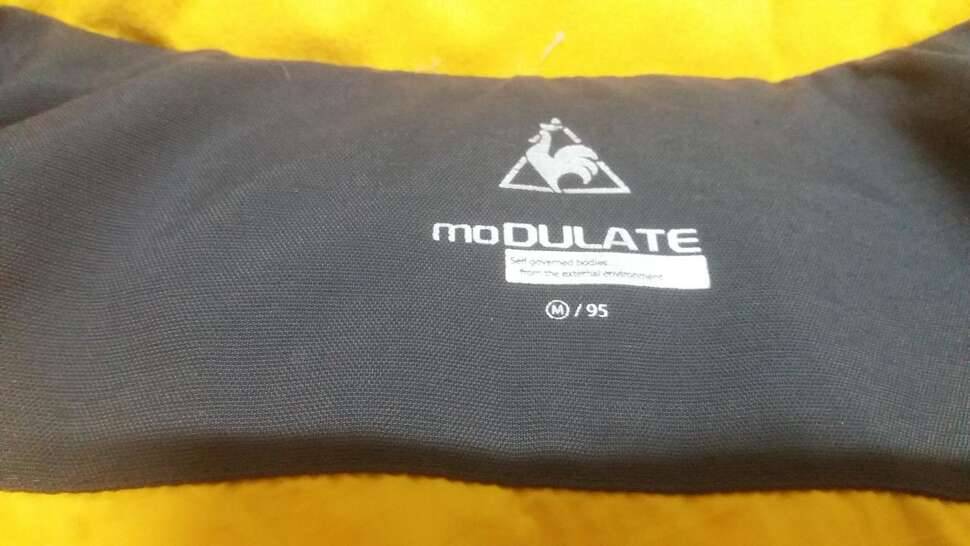 moDULATE
Self governed bodies
from the external environment
M / 95